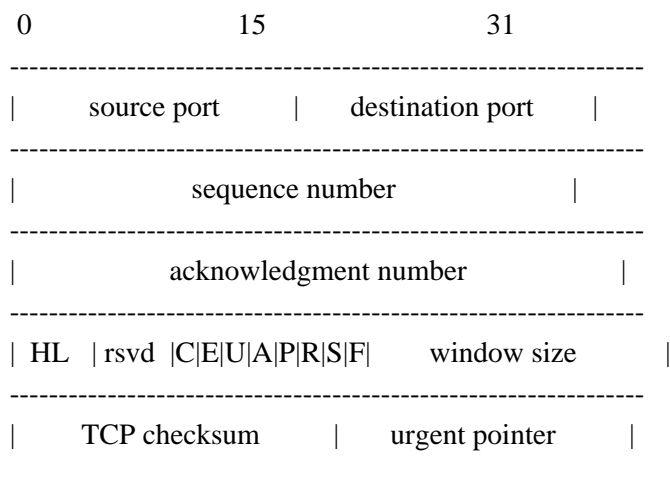 0 15 31
-----------------------------------------------------------------
| source port | destination port |
-----------------------------------------------------------------
| sequence number |
-----------------------------------------------------------------
| acknowledgment number |
-----------------------------------------------------------------
| HL | rsvd |C|E|U|A|P|R|S|F| window size |
-----------------------------------------------------------------
| TCP checksum | urgent pointer |